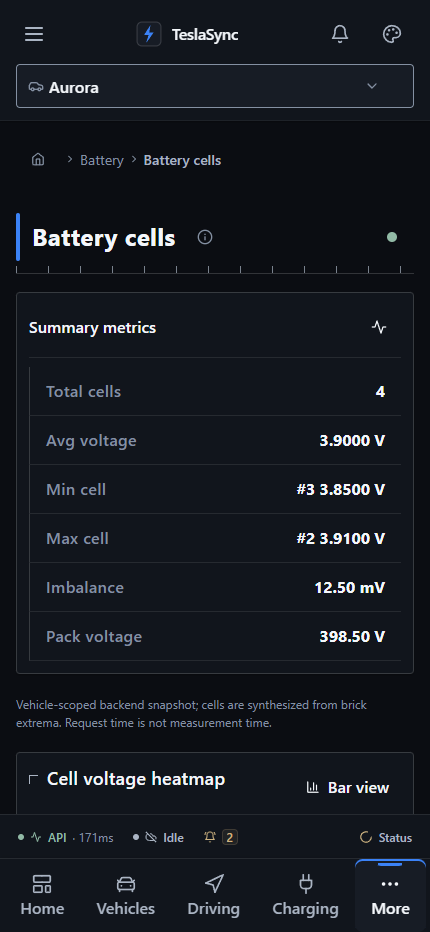 TeslaSync
Aurora
Battery
Battery cells
Battery cells
Summary metrics
Total cells 4
Avg voltage 3.9000 V
Min cell #3 3.8500 V
Max cell #2 3.9100 V
Imbalance 12.50 mV
Pack voltage 398.50 V
Vehicle-scoped backend snapshot; cells are synthesized from brick
extrema. Request time is not measurement time.
Cell voltage heatmap
Bar view
API · 171ms Idle 2 Status
Home Vehicles Driving Charging More